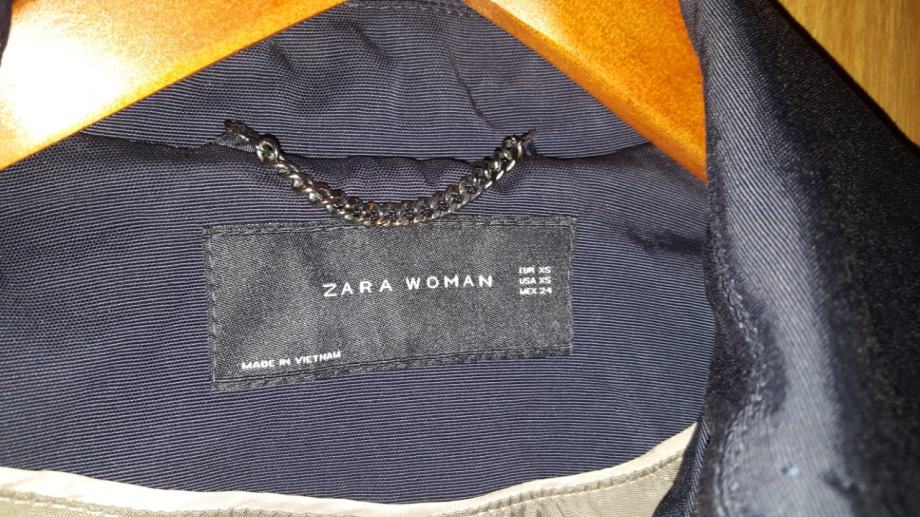 ZARA WOMAN
EUR XS
USA XS
MEX 24
MADE IN VIETNAM